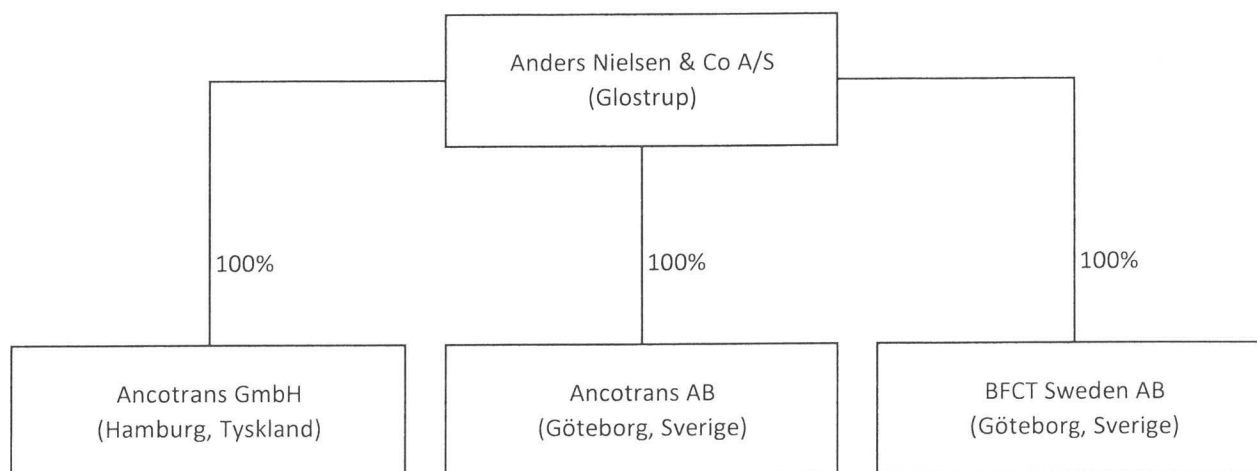 Anders Nielsen & Co A/S
(Glostrup)
100%
100%
100%
Ancotrans GmbH
(Hamburg, Tyskland)
Ancotrans AB
(Göteborg, Sverige)
BFCT Sweden AB
(Göteborg, Sverige)